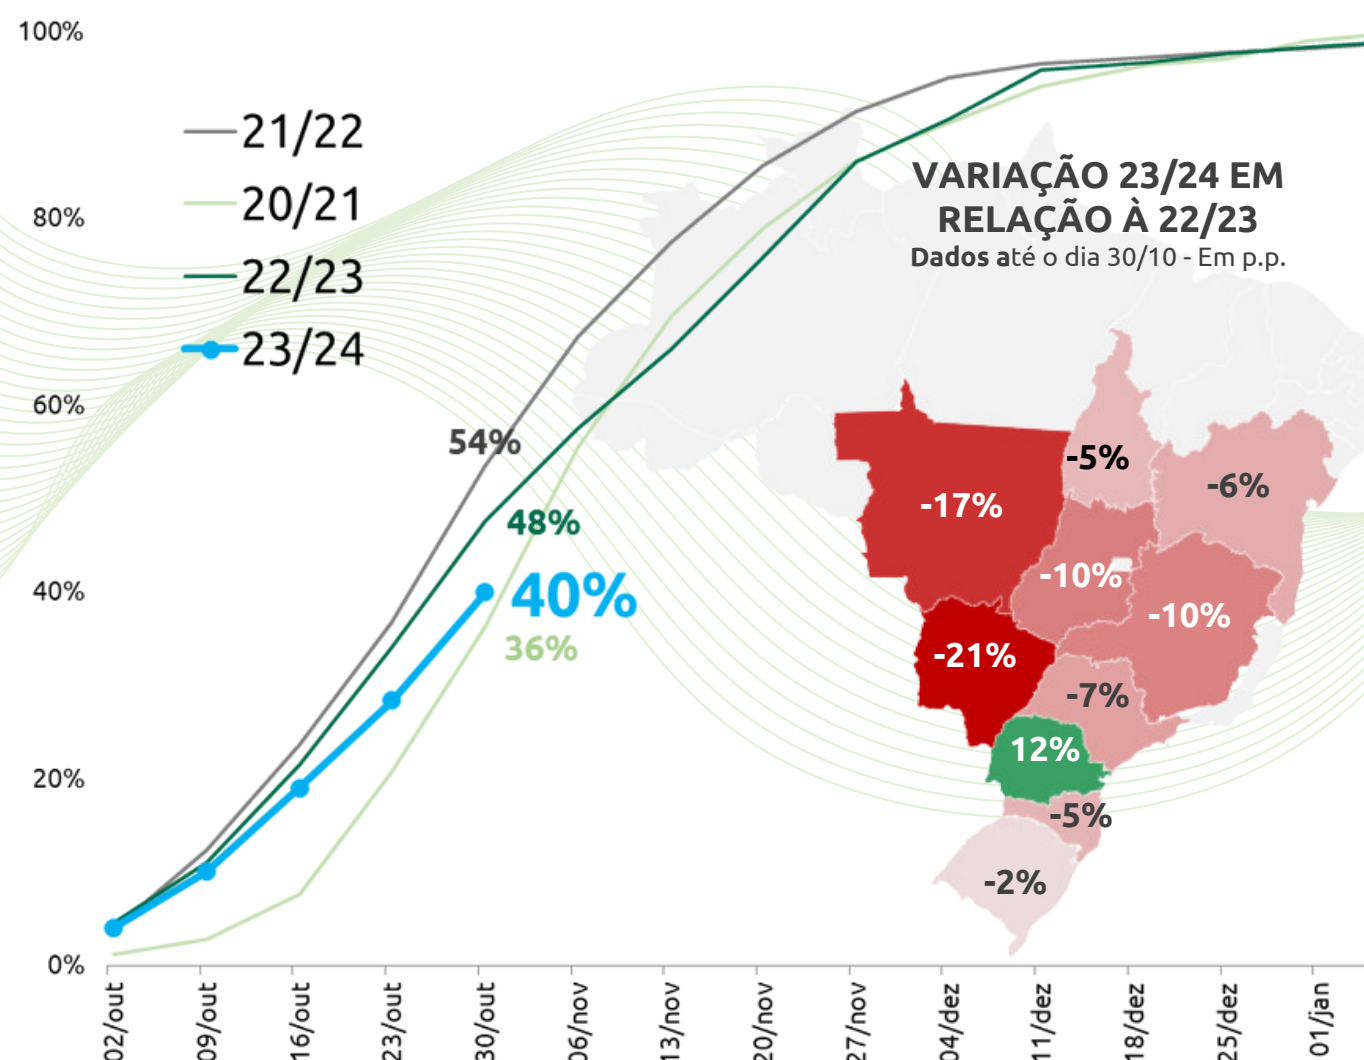 100%
80%
60%
40%
20%
0%
21/22
20/21
22/23
23/24
VARIAÇÃO 23/24 EM
RELAÇÃO À 22/23
Dados até o dia 30/10 - Em p.p.
54%
48%
40%
36%
-5%
-6%
-17%
-10%
-10%
-21%
-7%
12%
-5%
-2%
02/out
09/out
16/out
23/out
30/out
06/nov
13/nov
20/nov
27/nov
04/dez
11/dez
18/dez
25/dez
01/jan